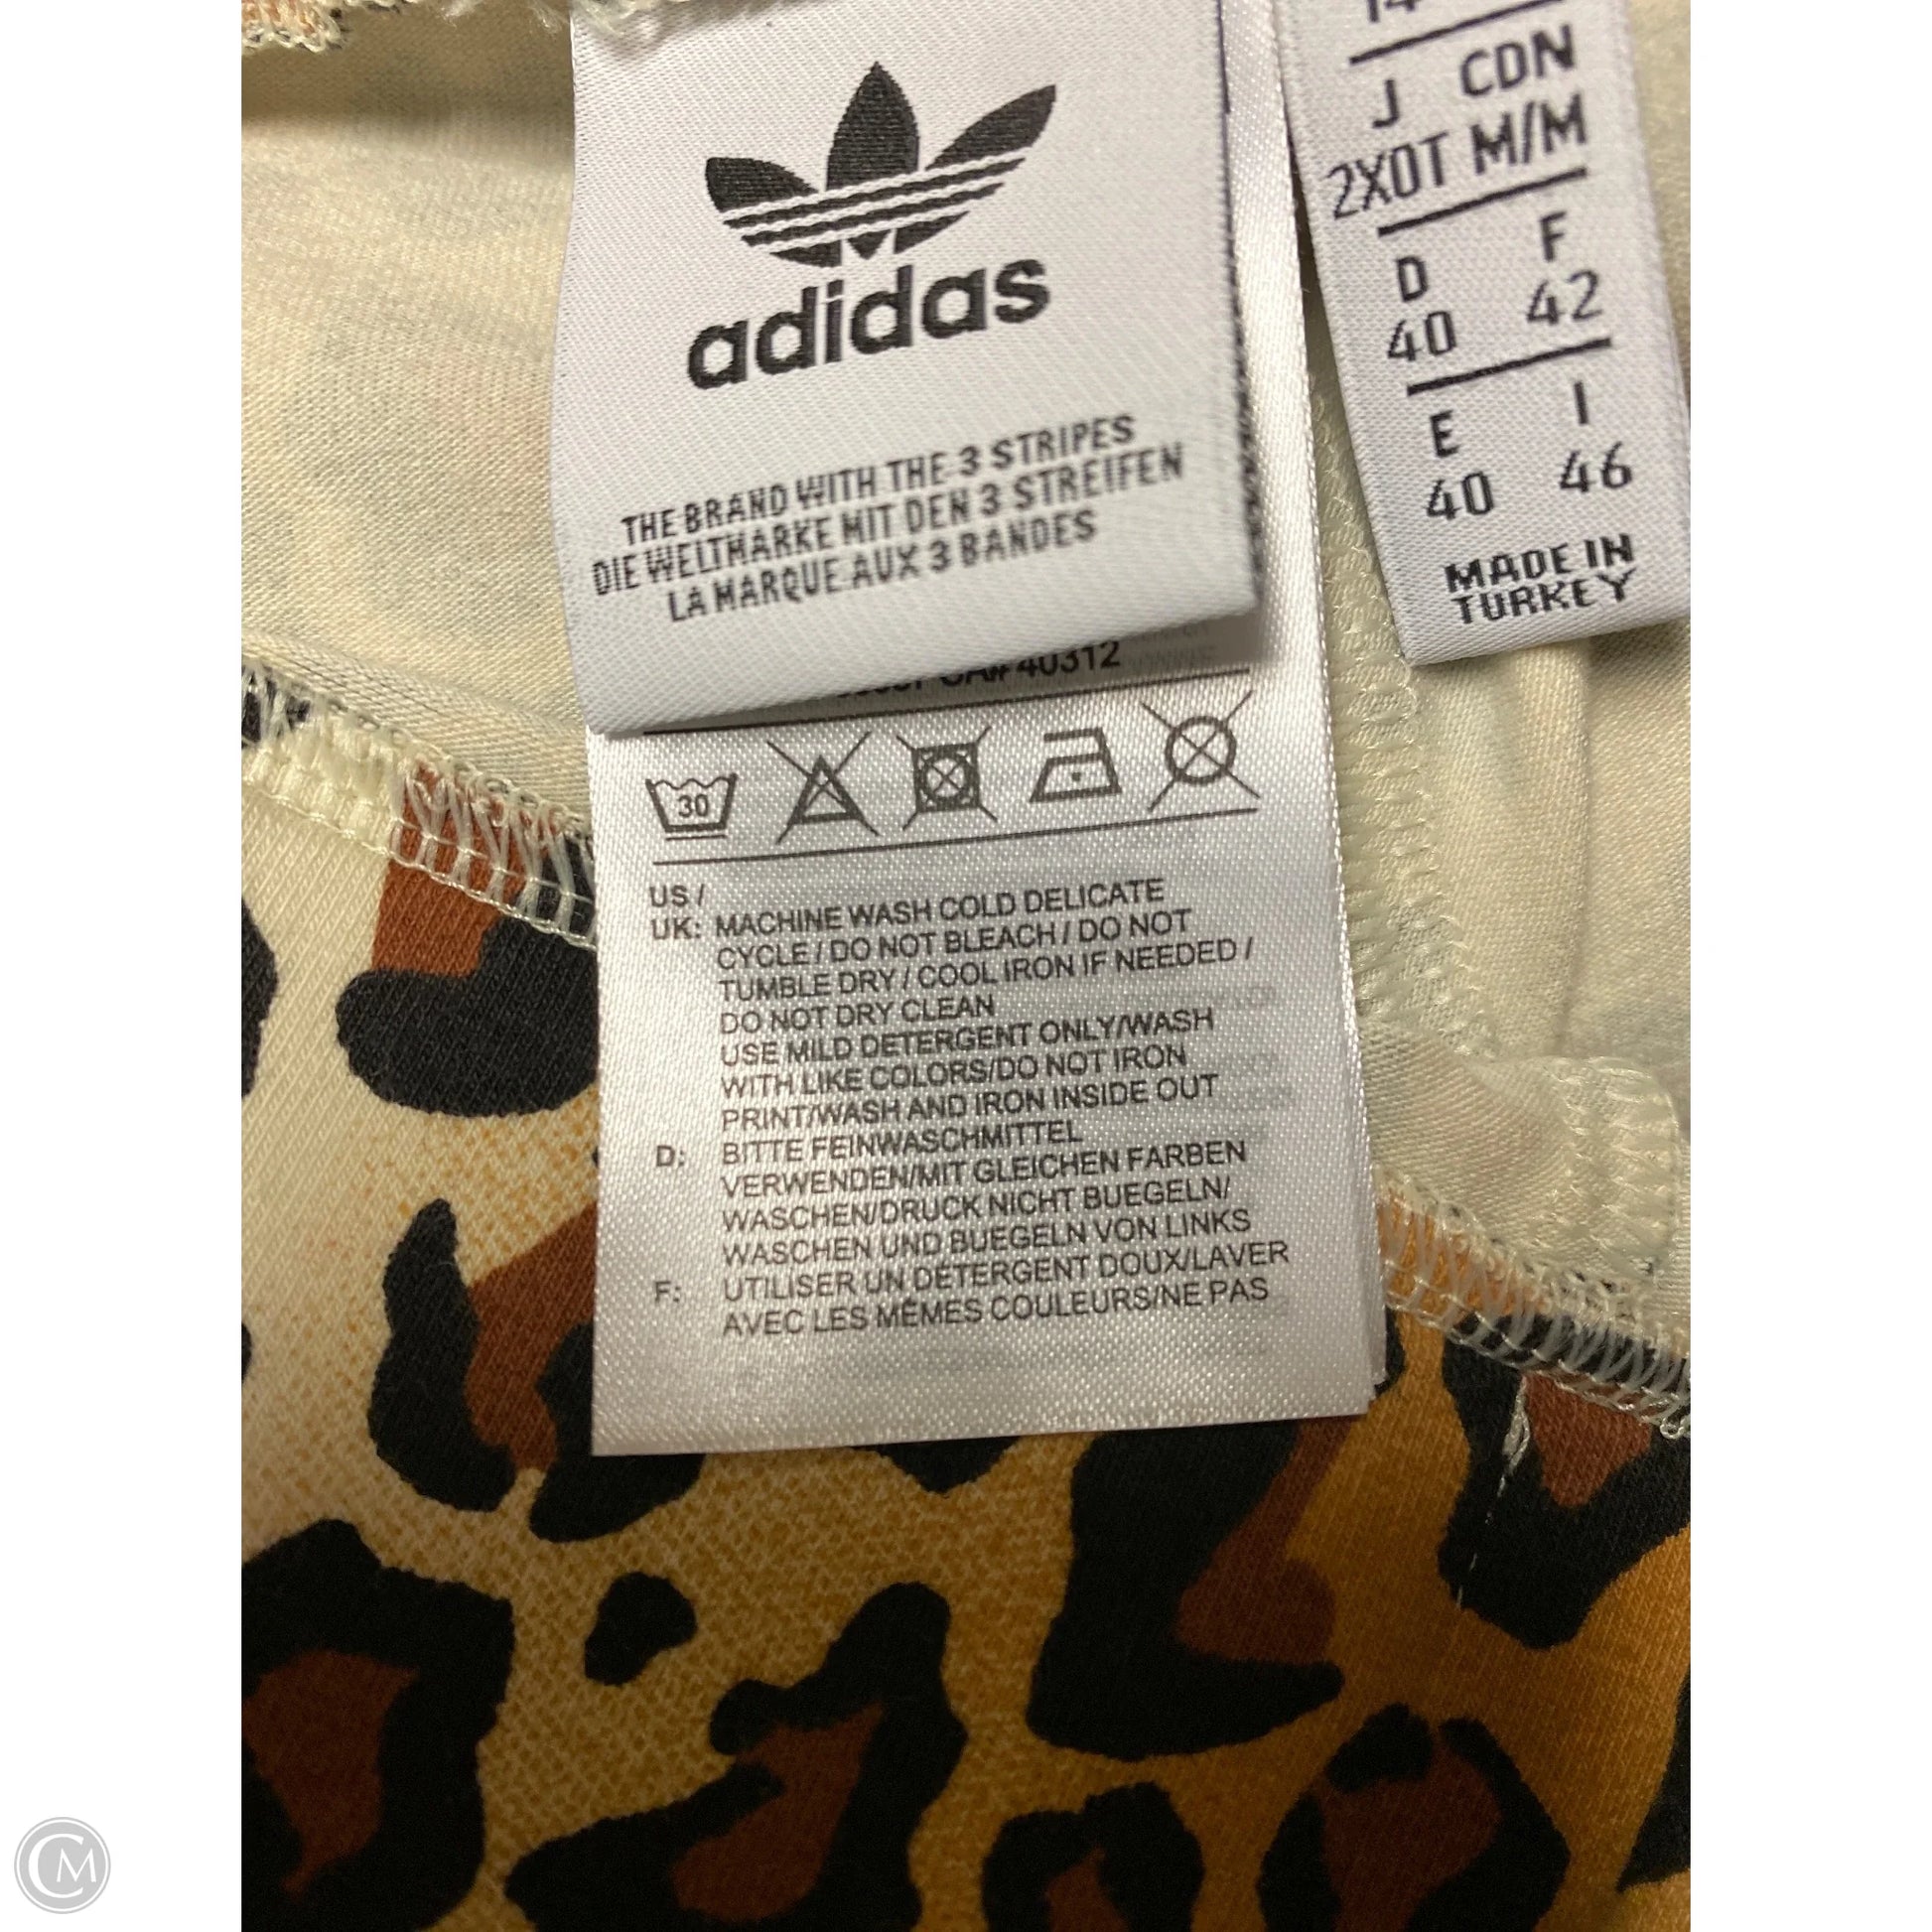 adidas
THE BRAND WITH THE 3 STRIPES
DIE WELTMARKE MIT DEN 3 STREIFEN
LA MARQUE AUX 3 BANDES
J CDN
2XOT M/M
D F
40 42
E I
40 46
MADE IN
TURKEY
CA# 40312
30
US /
UK: MACHINE WASH COLD DELICATE
CYCLE / DO NOT BLEACH / DO NOT
TUMBLE DRY / COOL IRON IF NEEDED /
DO NOT DRY CLEAN
USE MILD DETERGENT ONLY/WASH
WITH LIKE COLORS/DO NOT IRON
PRINT/WASH AND IRON INSIDE OUT
D: BITTE FEINWASCHMITTEL
VERWENDEN/MIT GLEICHEN FARBEN
WASCHEN/DRUCK NICHT BUEGELN/
WASCHEN UND BUEGELN VON LINKS
F: UTILISER UN DÉTERGENT DOUX/LAVER
AVEC LES MÊMES COULEURS/NE PAS
CM